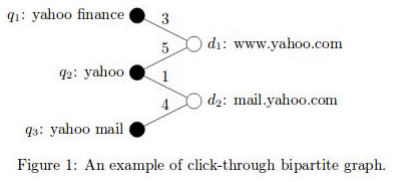 q₁: yahoo finance
3
5
d₁: www.yahoo.com
q₂: yahoo
1
4
d₂: mail.yahoo.com
q₃: yahoo mail
Figure 1: An example of click-through bipartite graph.